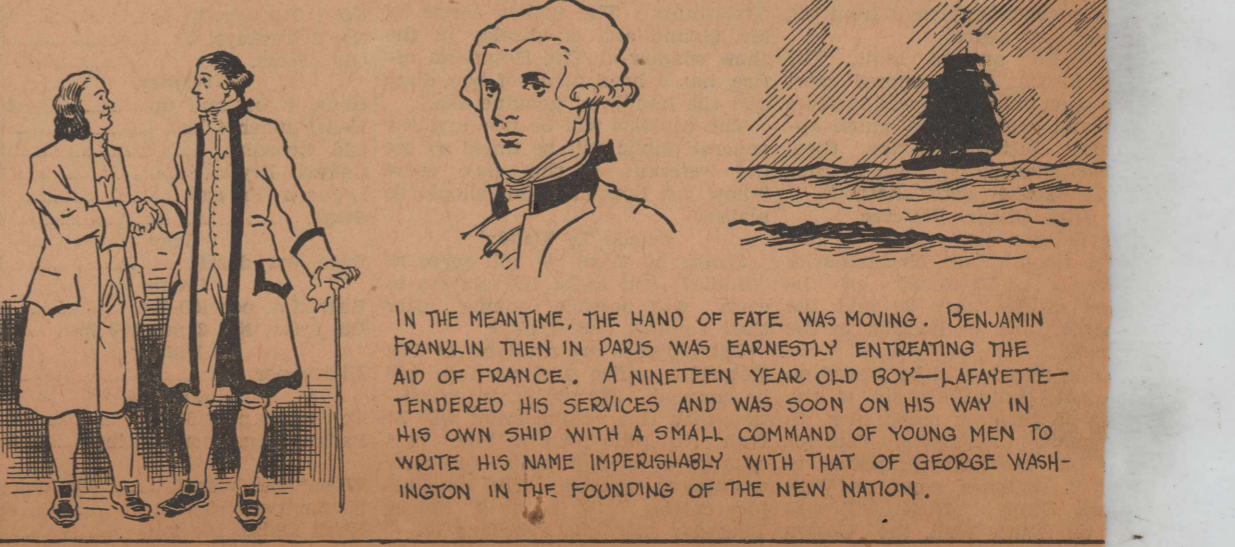 IN THE MEANTIME, THE HAND OF FATE WAS MOVING. BENJAMIN
FRANKLIN THEN IN PARIS WAS EARNESTLY ENTREATING THE
AID OF FRANCE. A NINETEEN YEAR OLD BOY—LAFAYETTE—
TENDERED HIS SERVICES AND WAS SOON ON HIS WAY IN
HIS OWN SHIP WITH A SMALL COMMAND OF YOUNG MEN TO
WRITE HIS NAME IMPERISHABLY WITH THAT OF GEORGE WASH-
INGTON IN THE FOUNDING OF THE NEW NATION.